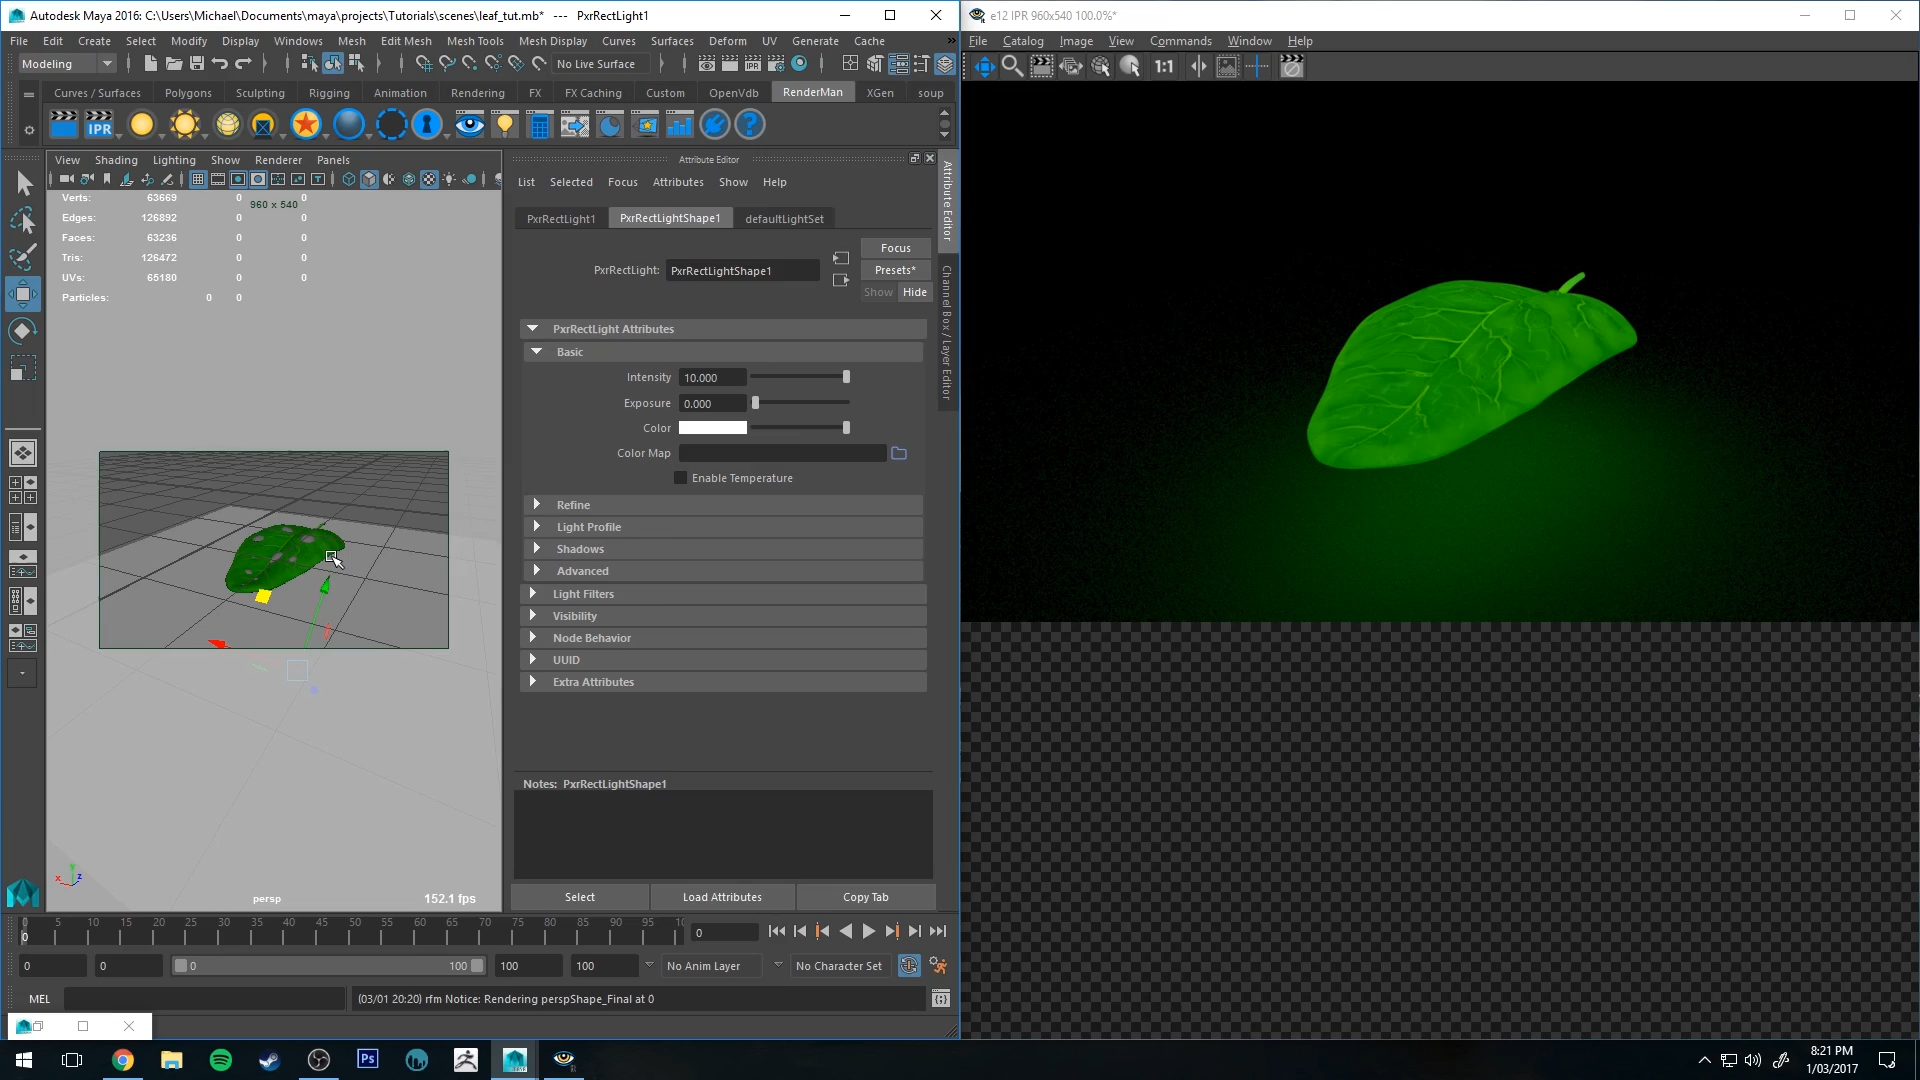 Autodesk Maya 2016: C:\Users\Michael\Documents\maya\projects\Tutorials\scenes\leaf_tut.mb* --- PxrRectLight1
File Edit Create Select Modify Display Windows Mesh Edit Mesh Mesh Tools Mesh Display Curves Surfaces Deform UV Generate Cache
Modeling No Live Surface
Curves / Surfaces Polygons Sculpting Rigging Animation Rendering FX FX Caching Custom OpenVdb RenderMan XGen soup
IPR
View Shading Lighting Show Renderer Panels
Verts: 63669 0 0
960 x 540
Edges: 126892 0 0
Faces: 63236 0 0
Tris: 126472 0 0
UVs: 65180 0 0
Particles: 0 0
persp
152.1 fps
Attribute Editor
List Selected Focus Attributes Show Help
PxrRectLight1 PxrRectLightShape1 defaultLightSet
Focus
PxrRectLight: PxrRectLightShape1
Presets*
Show Hide
PxrRectLight Attributes
Basic
Intensity 10.000
Exposure 0.000
Color
Color Map
Enable Temperature
Refine
Light Profile
Shadows
Advanced
Light Filters
Visibility
Node Behavior
UUID
Extra Attributes
Notes: PxrRectLightShape1
Select Load Attributes Copy Tab
Attribute Editor
Channel Box / Layer Editor
0 5 10 15 20 25 30 35 40 45 50 55 60 65 70 75 80 85 90 95 10
0
0
0 0 0 100 100 100 No Anim Layer No Character Set
MEL (03/01 20:20) rfm Notice: Rendering perspShape_Final at 0
e12 IPR 960x540 100.0%*
File Catalog Image View Commands Window Help
1:1
Ps
8:21 PM
1/03/2017